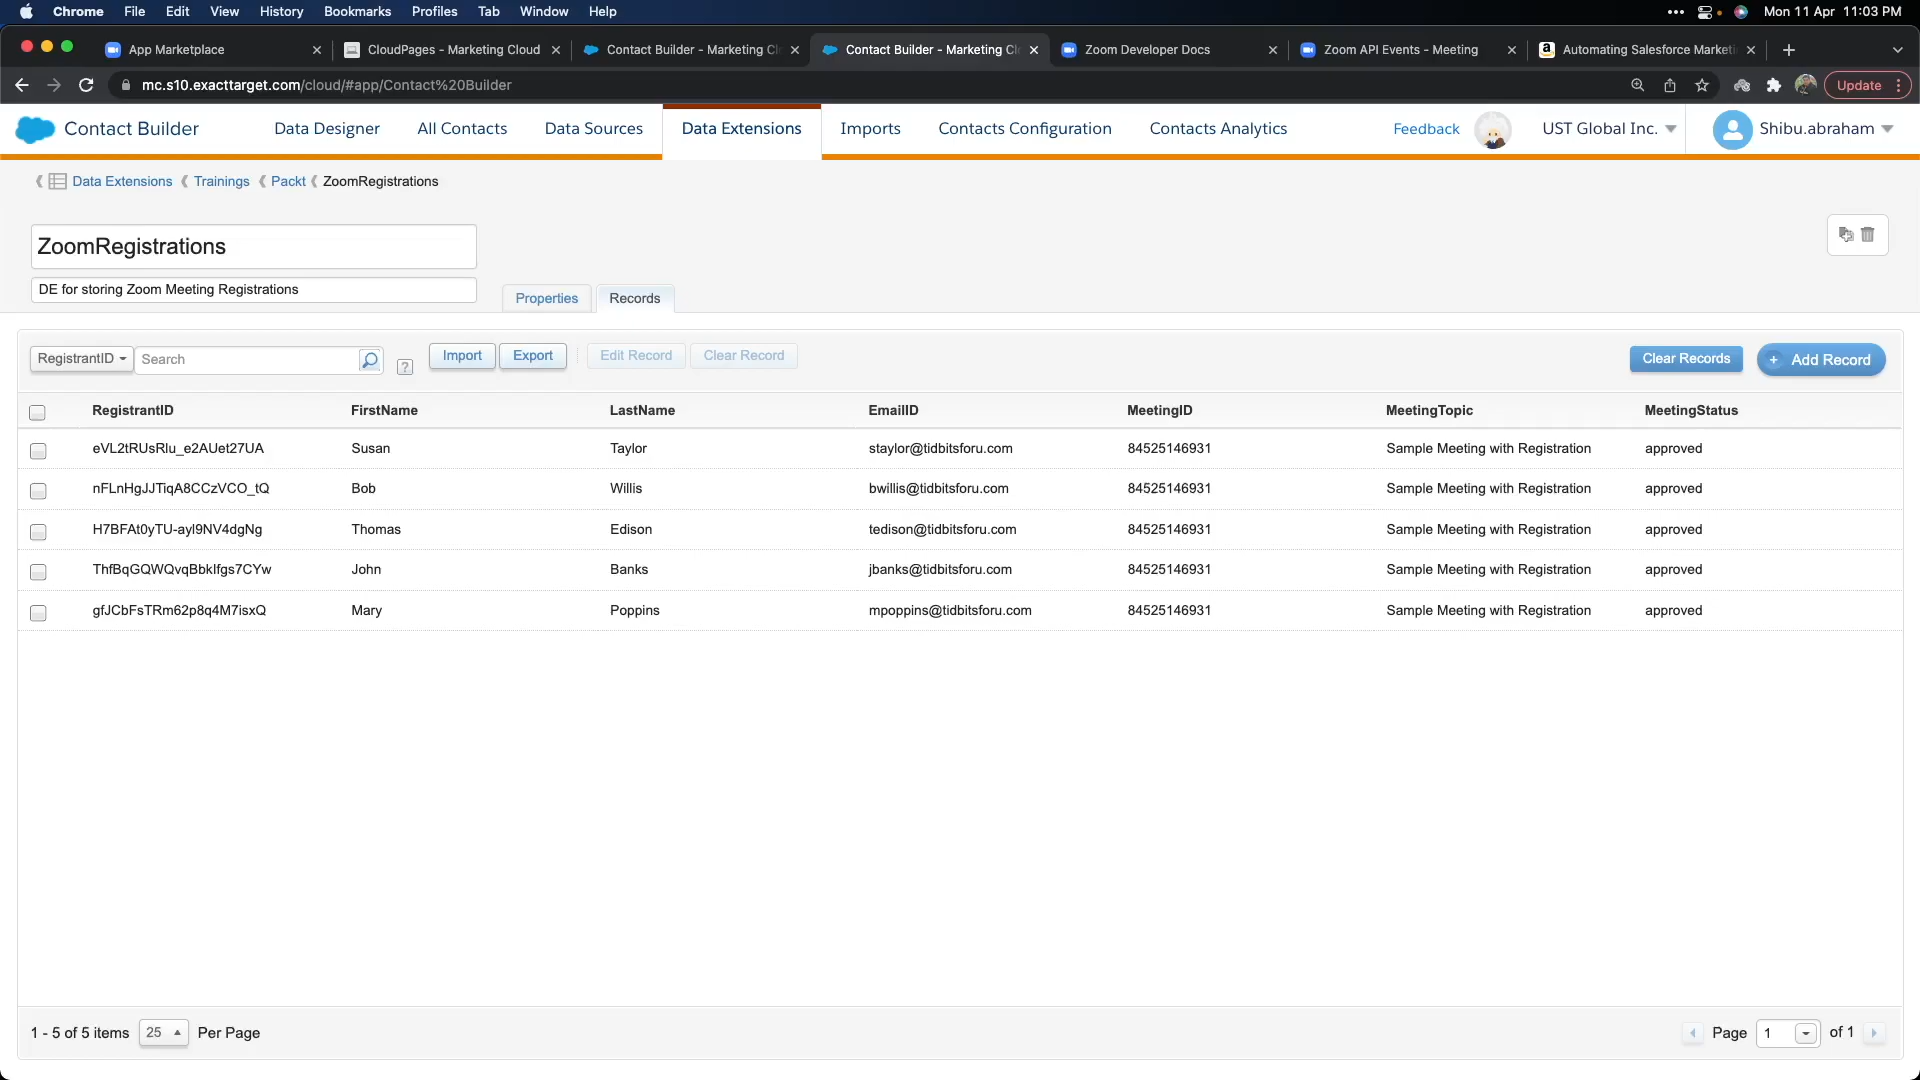 Chrome File Edit View History Bookmarks Profiles Tab Window Help Mon 11 Apr 11:03 PM
App Marketplace CloudPages - Marketing Cloud Contact Builder - Marketing Cl Contact Builder - Marketing Cl Zoom Developer Docs Zoom API Events - Meeting Automating Salesforce Market
mc.s10.exacttarget.com/cloud/#app/Contact%20Builder Update
Contact Builder Data Designer All Contacts Data Sources Data Extensions Imports Contacts Configuration Contacts Analytics Feedback UST Global Inc. Shibu.abraham
Data Extensions Trainings Packt ZoomRegistrations
ZoomRegistrations
DE for storing Zoom Meeting Registrations
Properties Records
RegistrantID Search ? Import Export Edit Record Clear Record Clear Records + Add Record
RegistrantID FirstName LastName EmailID MeetingID MeetingTopic MeetingStatus
eVL2tRUsRlu_e2AUet27UA Susan Taylor staylor@tidbitsforu.com 84525146931 Sample Meeting with Registration approved
nFLnHgJJTiqA8CCzVCO_tQ Bob Willis bwillis@tidbitsforu.com 84525146931 Sample Meeting with Registration approved
H7BFAt0yTU-ayl9NV4dgNg Thomas Edison tedison@tidbitsforu.com 84525146931 Sample Meeting with Registration approved
ThfBqGQWQvqBbkIfgs7CYw John Banks jbanks@tidbitsforu.com 84525146931 Sample Meeting with Registration approved
gfJCbFsTRm62p8q4M7isxQ Mary Poppins mpoppins@tidbitsforu.com 84525146931 Sample Meeting with Registration approved
1 - 5 of 5 items 25 Per Page Page 1 of 1